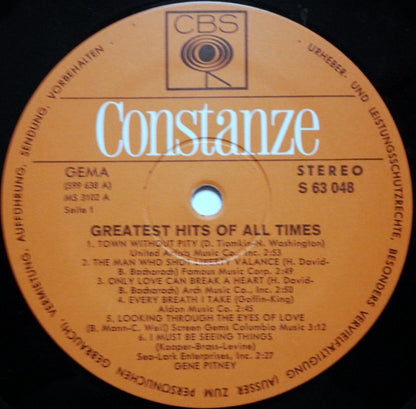 CBS
Constanze
GEMA
(S99 638 A)
MS 3102 A
Seite 1
STEREO
S 63 048
GREATEST HITS OF ALL TIMES
1. TOWN WITHOUT PITY (D. Tiomkin-N. Washington)
United Artists Music Co., Inc. 2:53
2. THE MAN WHO SHOT LIBERTY VALANCE (H. David-
B. Bacharach) Famous Music Corp. 2:49
3. ONLY LOVE CAN BREAK A HEART (H. David-
B. Bacharach) Arch Music Co., Inc. 2:50
4. EVERY BREATH I TAKE (Goffin-King)
Aldon Music Co. 2:45
5. LOOKING THROUGH THE EYES OF LOVE
(B. Mann-C. Weil) Screen Gems Columbia Music 3:12
6. I MUST BE SEEING THINGS
(Kooper-Brass-Levine)
Sea-Lark Enterprises, Inc. 2:27
GENE PITNEY
URHEBER- UND LEISTUNGSSCHUTZRECHTE, BESONDERS VERVIELFÄLTIGUNG (AUSSER ZUM PERSÖNLICHEN GEBRAUCH), VERMIETUNG, AUFFÜHRUNG, SENDUNG, VORBEHALTEN